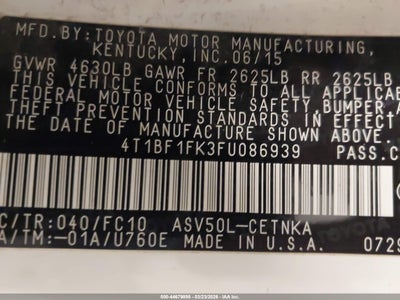 MFD.BY:TOYOTA MOTOR MANUFACTURING,
KENTUCKY,INC.06/15
GVWR 4630LB GAWR FR 2625LB RR 2625LB
THIS VEHICLE CONFORMS TO ALL APPLICABLE
FEDERAL MOTOR VEHICLE SAFETY,BUMPER A
THEFT PREVENTION STANDARDS IN EFFECT ON
THE DATE OF MANUFACTURE SHOWN ABOVE.
4T1BF1FK3FU086939 PASS.C
C/TR:040/FC10 ASV50L-CETNKA
A/TM:-01A/U760E MADE IN U.S.A. 0729